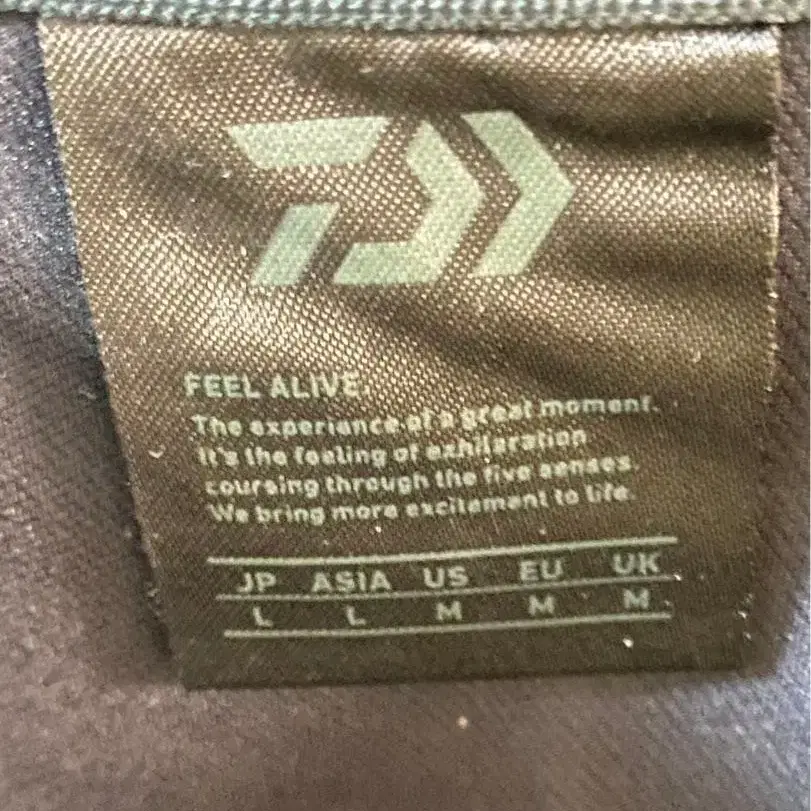 FEEL ALIVE
The experience of a great moment.
It's the feeling of exhilaration
coursing through the five senses.
We bring more excitement to life.
JP ASIA US EU UK
L L M M M